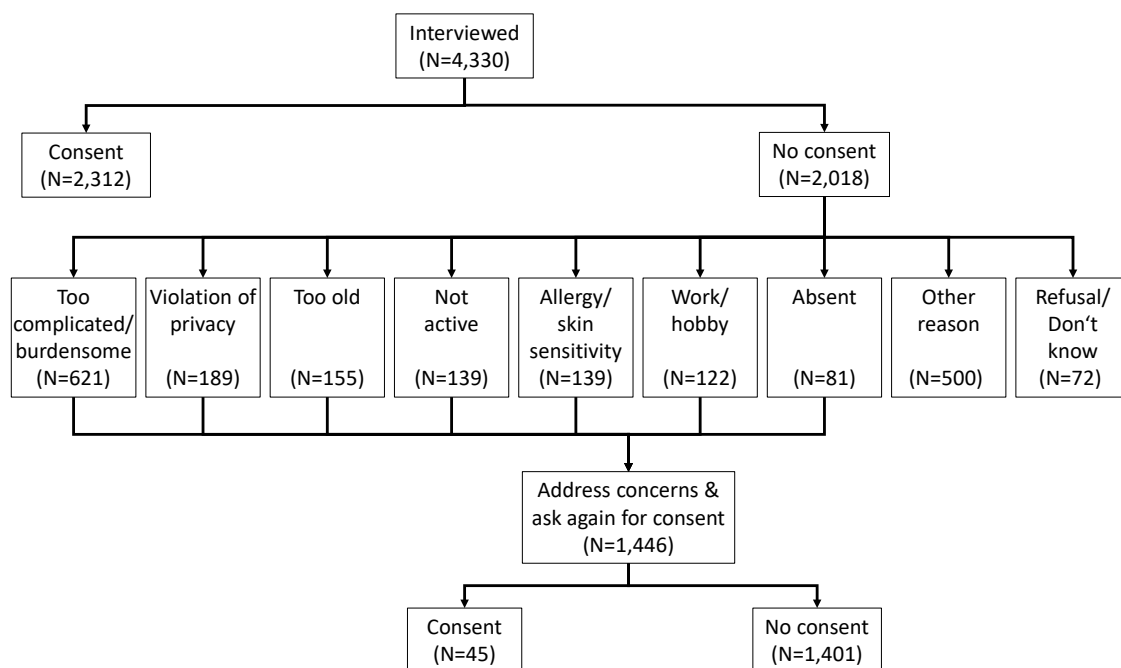 Interviewed
(N=4,330)
Consent
(N=2,312)
No consent
(N=2,018)
Too
complicated/
burdensome
(N=621)
Violation of
privacy
(N=189)
Too old
(N=155)
Not
active
(N=139)
Allergy/
skin
sensitivity
(N=139)
Work/
hobby
(N=122)
Absent
(N=81)
Other
reason
(N=500)
Refusal/
Don‘t
know
(N=72)
Address concerns &
ask again for consent
(N=1,446)
Consent
(N=45)
No consent
(N=1,401)